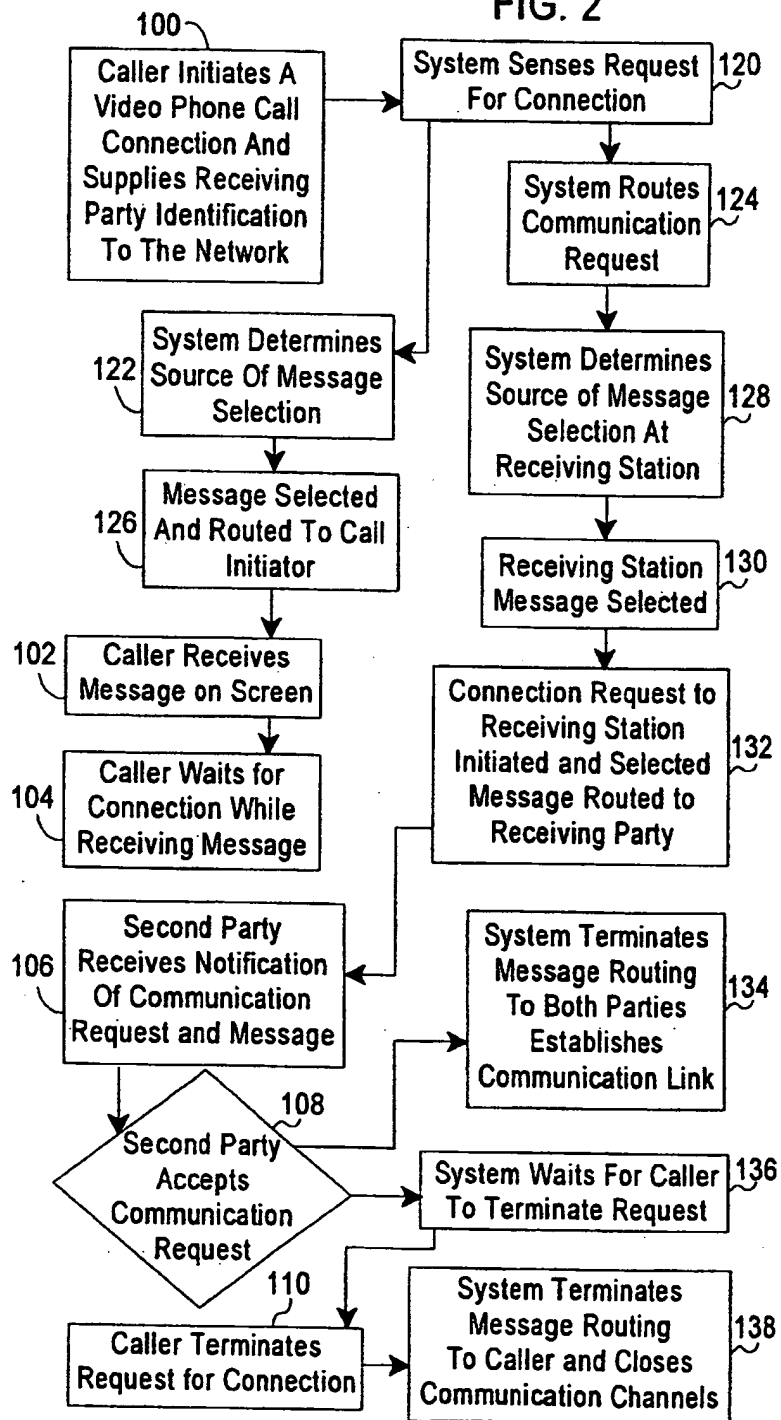 FIG. 2
100
Caller Initiates A
Video Phone Call
Connection And
Supplies Receiving
Party Identification
To The Network
System Senses Request
For Connection
120
System Routes
Communication
Request
124
System Determines
Source Of Message
Selection
122
System Determines
Source of Message
Selection At
Receiving Station
128
Message Selected
And Routed To Call
Initiator
126
Receiving Station
Message Selected
130
102
Caller Receives
Message on Screen
Connection Request to
Receiving Station
Initiated and Selected
Message Routed to
Receiving Party
132
104
Caller Waits for
Connection While
Receiving Message
106
Second Party
Receives Notification
Of Communication
Request and Message
System Terminates
Message Routing
To Both Parties
Establishes
Communication Link
134
108
Second Party
Accepts
Communication
Request
System Waits For Caller
To Terminate Request
136
110
Caller Terminates
Request for Connection
System Terminates
Message Routing
To Caller and Closes
Communication Channels
138